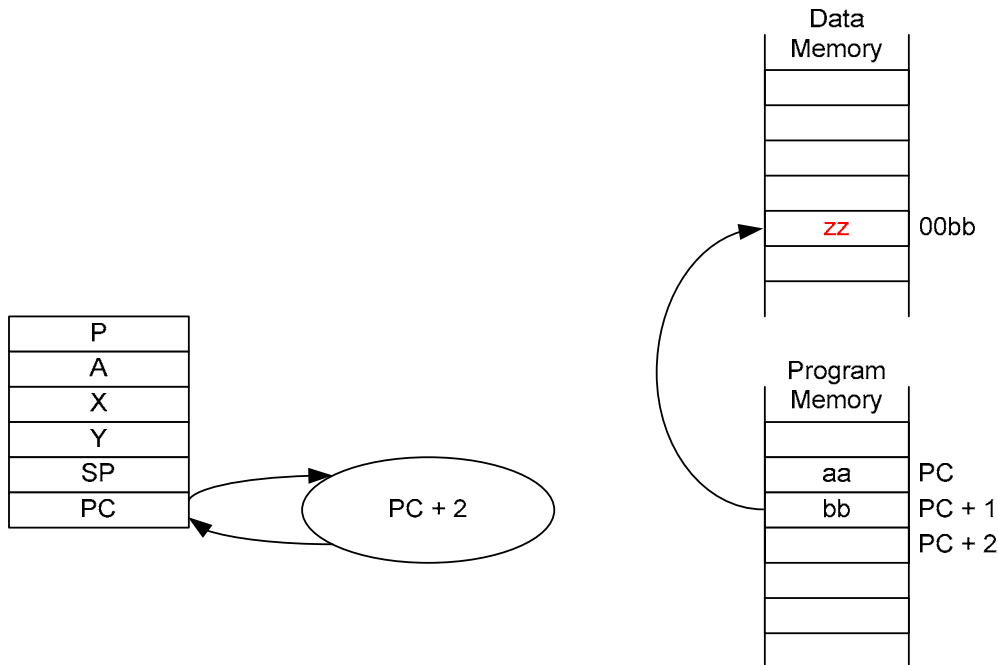 Data
Memory
zz
00bb
P
A
X
Y
SP
PC
PC + 2
Program
Memory
aa
PC
bb
PC + 1
PC + 2